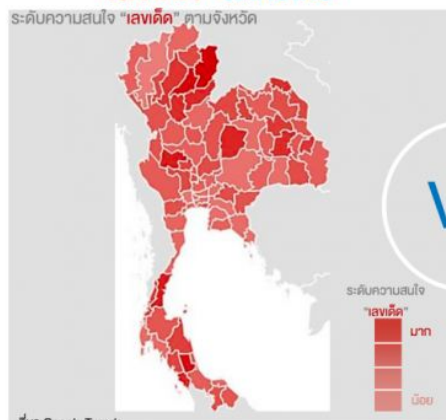 ระดับความสนใจ “เลขเด็ด” ตามจังหวัด
ระดับความสนใจ
“เลขเด็ด”
มาก
น้อย